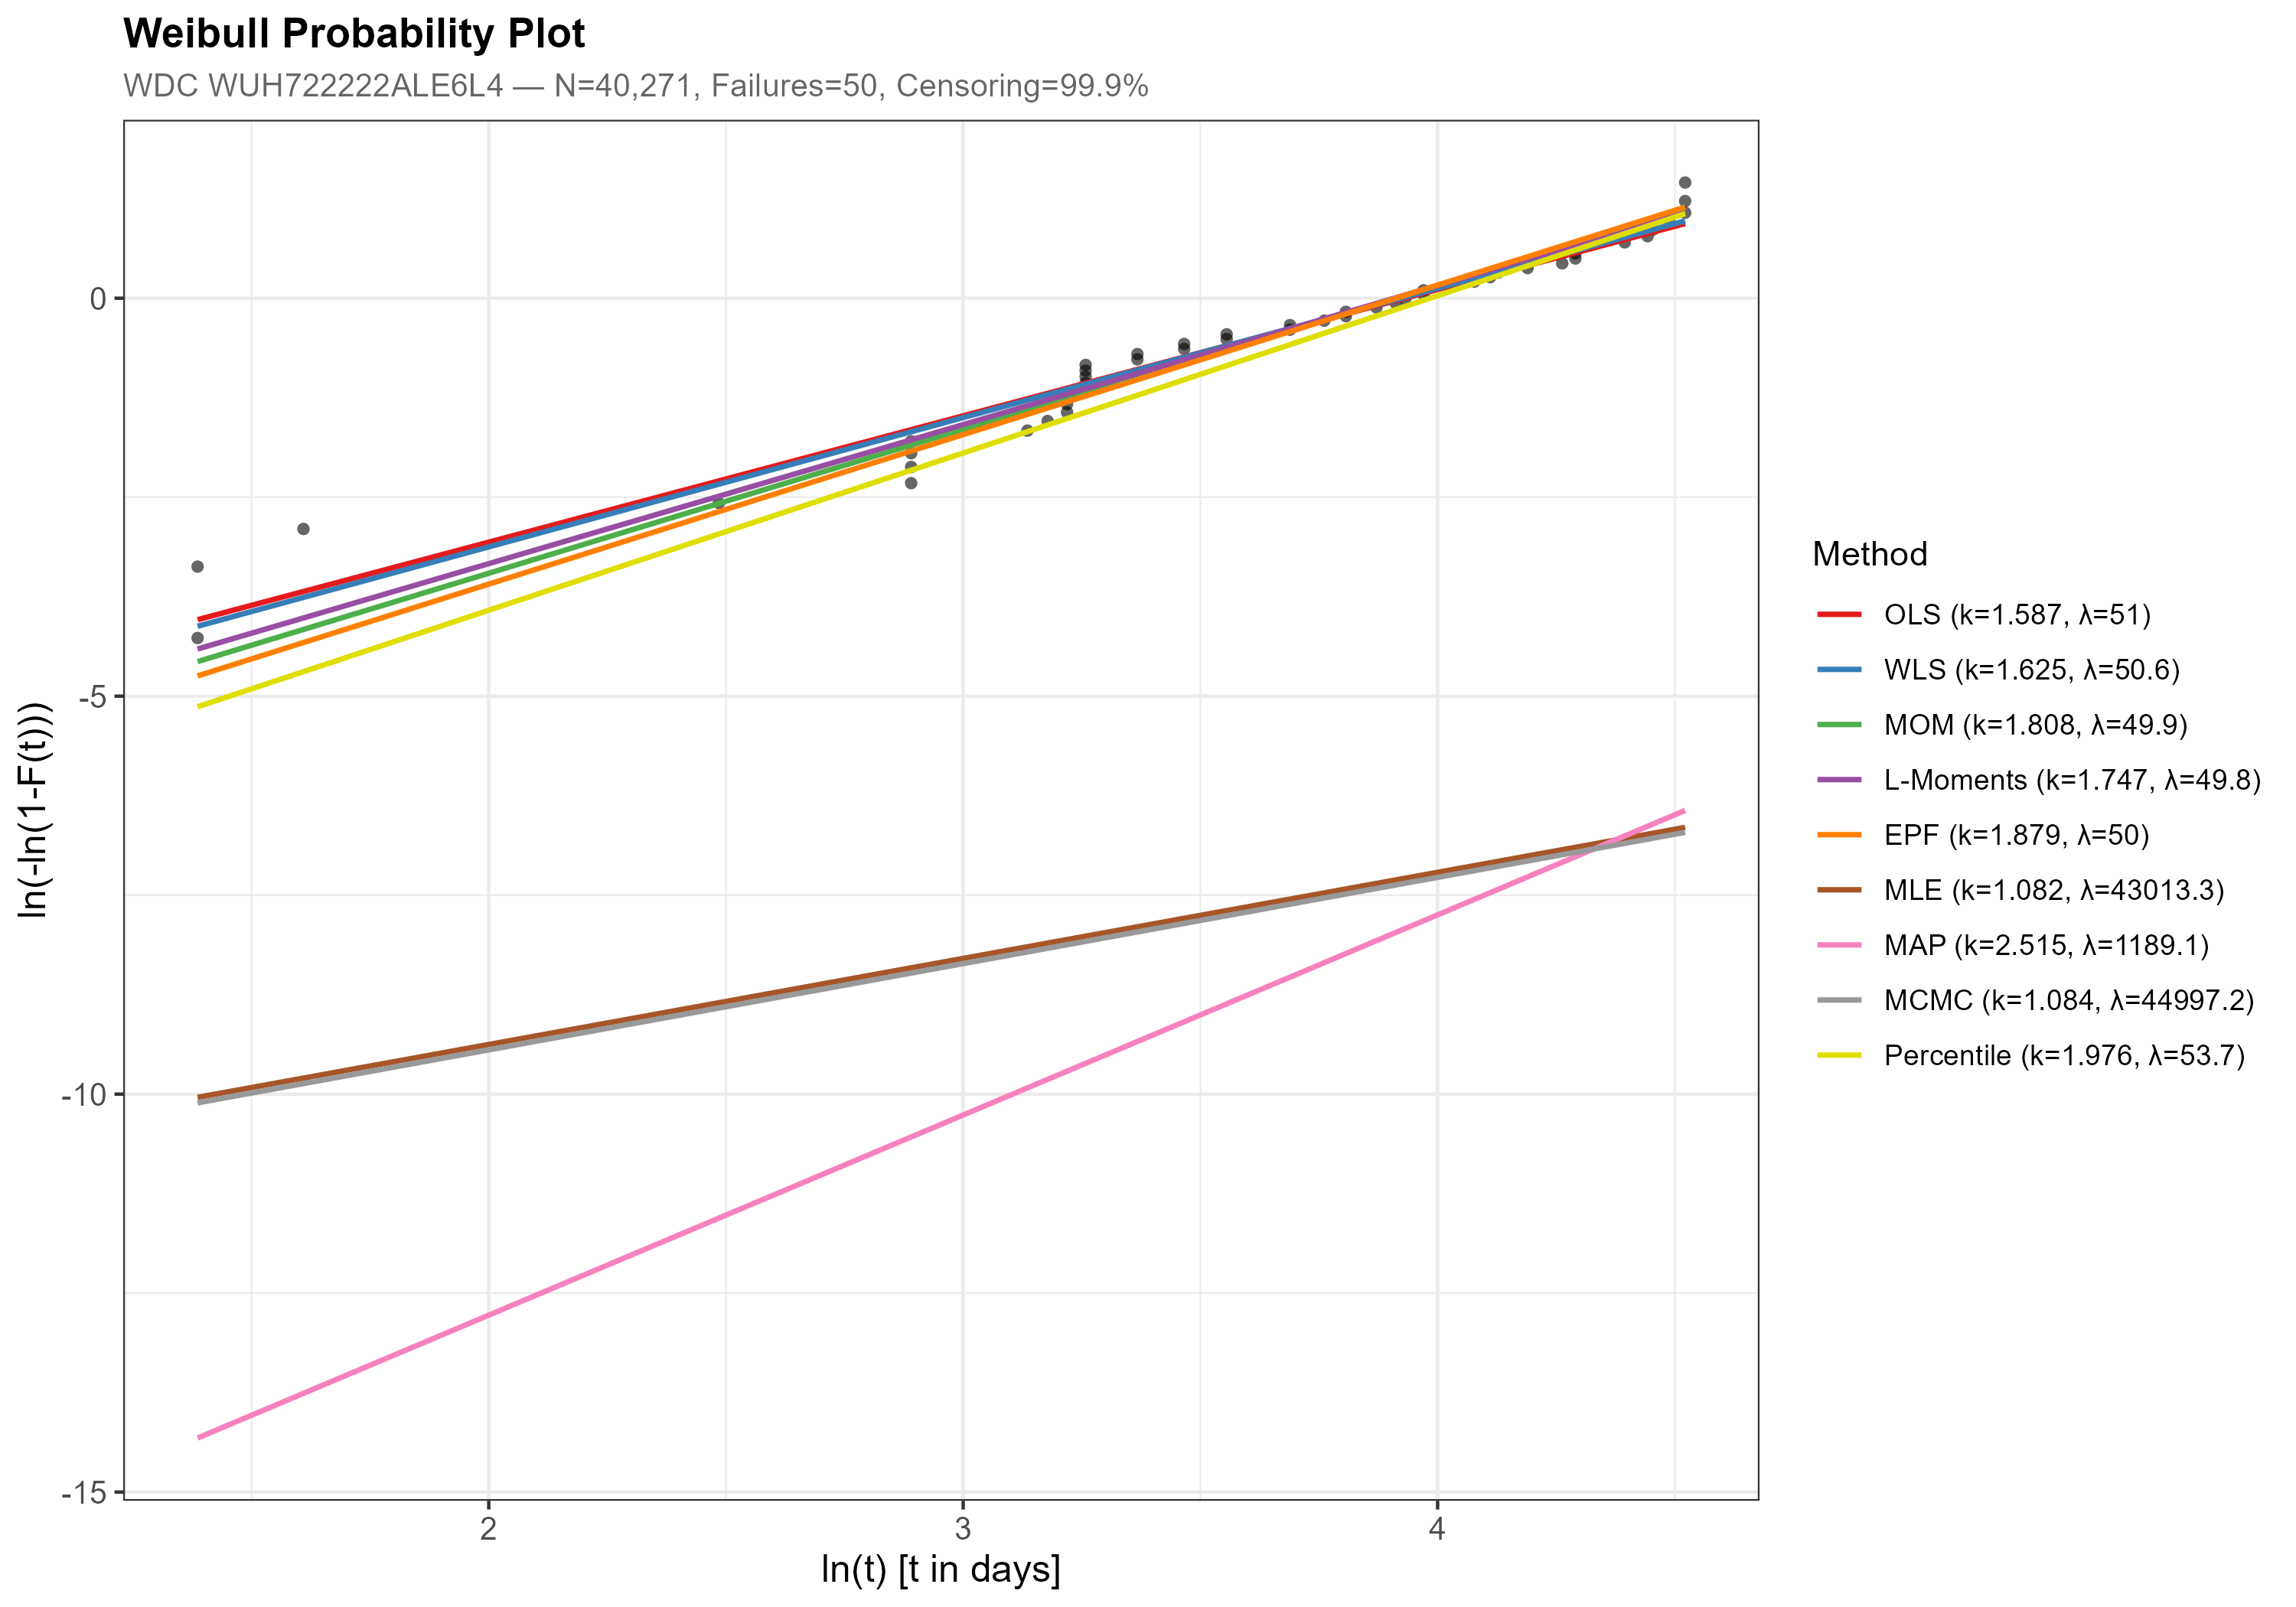 Weibull Probability Plot
WDC WUH722222ALE6L4 — N=40,271, Failures=50, Censoring=99.9%
0
-5
-10
-15
ln(-ln(1-F(t)))
2
3
4
ln(t) [t in days]
Method
OLS (k=1.587, λ=51)
WLS (k=1.625, λ=50.6)
MOM (k=1.808, λ=49.9)
L-Moments (k=1.747, λ=49.8)
EPF (k=1.879, λ=50)
MLE (k=1.082, λ=43013.3)
MAP (k=2.515, λ=1189.1)
MCMC (k=1.084, λ=44997.2)
Percentile (k=1.976, λ=53.7)